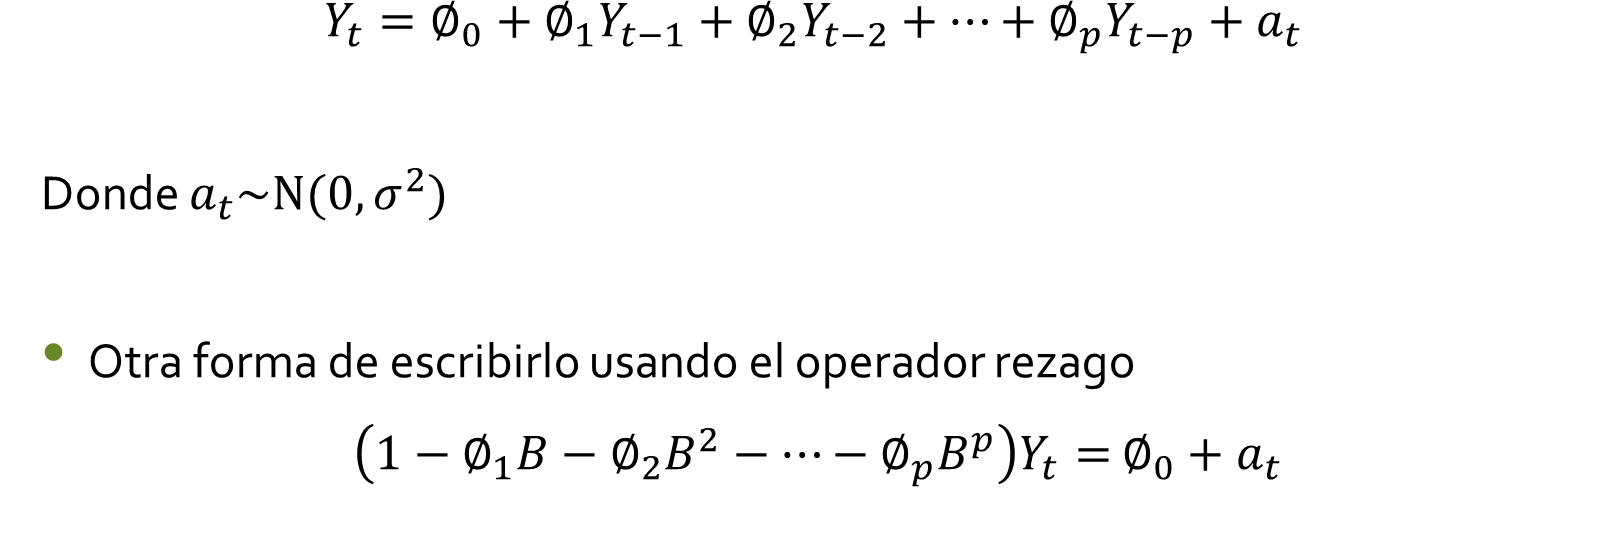 Yₜ = ∅₀ + ∅₁Yₜ₋₁ + ∅₂Yₜ₋₂ + ⋯ + ∅ₚYₜ₋ₚ + aₜ
Donde aₜ~N(0, σ²)
• Otra forma de escribirlo usando el operador rezago
(1 − ∅₁B − ∅₂B² − ⋯ − ∅ₚBᵖ)Yₜ = ∅₀ + aₜ